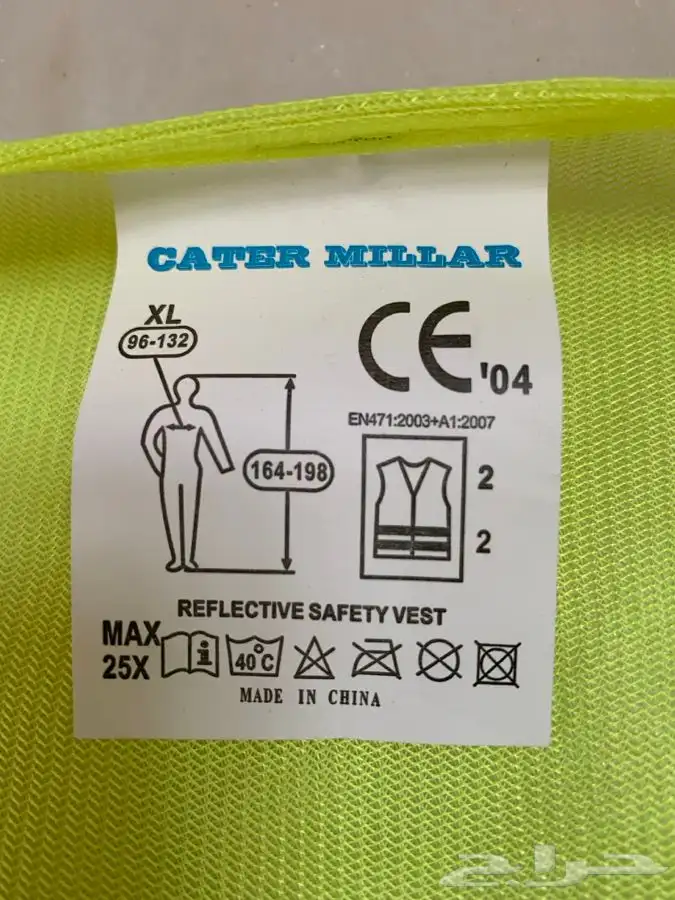 CATER MILLAR
XL
96-132
CE '04
EN471:2003+A1:2007
164-198
2
2
REFLECTIVE SAFETY VEST
MAX
25X
i
40°C
MADE IN CHINA
حراج